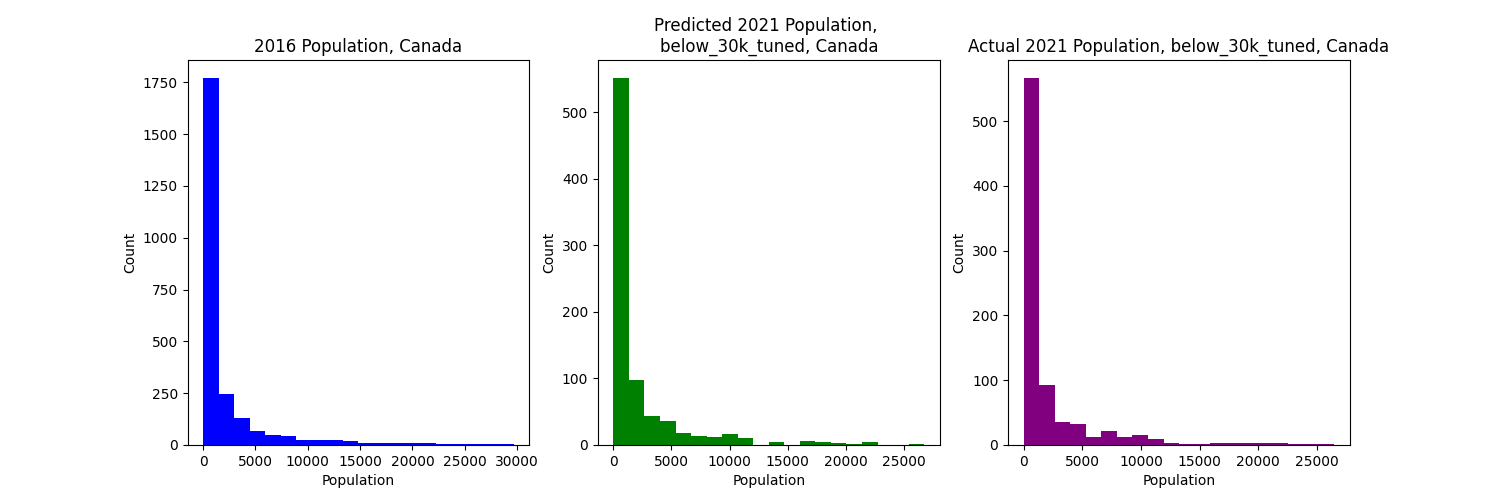 2016 Population, Canada
1750
1500
1250
1000
750
500
250
0
Count
0 5000 10000 15000 20000 25000 30000
Population
Predicted 2021 Population,
below_30k_tuned, Canada
500
400
300
200
100
0
Count
0 5000 10000 15000 20000 25000
Population
Actual 2021 Population, below_30k_tuned, Canada
500
400
300
200
100
0
Count
0 5000 10000 15000 20000 25000
Population